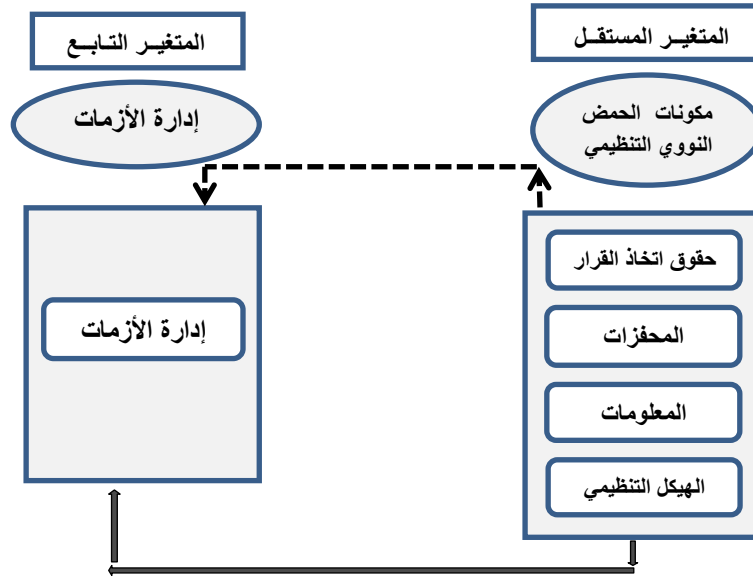 المتغيـر المستقـل
المتغيـر التـابـع
مكونات الحمض
النووي التنظيمي
إدارة الأزمات
حقوق اتخاذ القرار
المحفزات
المعلومات
الهيكل التنظيمي
إدارة الأزمات